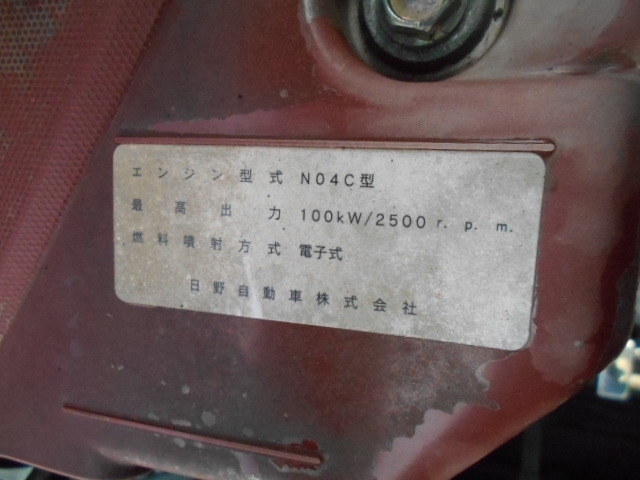 エンジン型式 N04C型
最高出力 100kW/2500 r.p.m.
燃料噴射方式 電子式
日野自動車株式会社